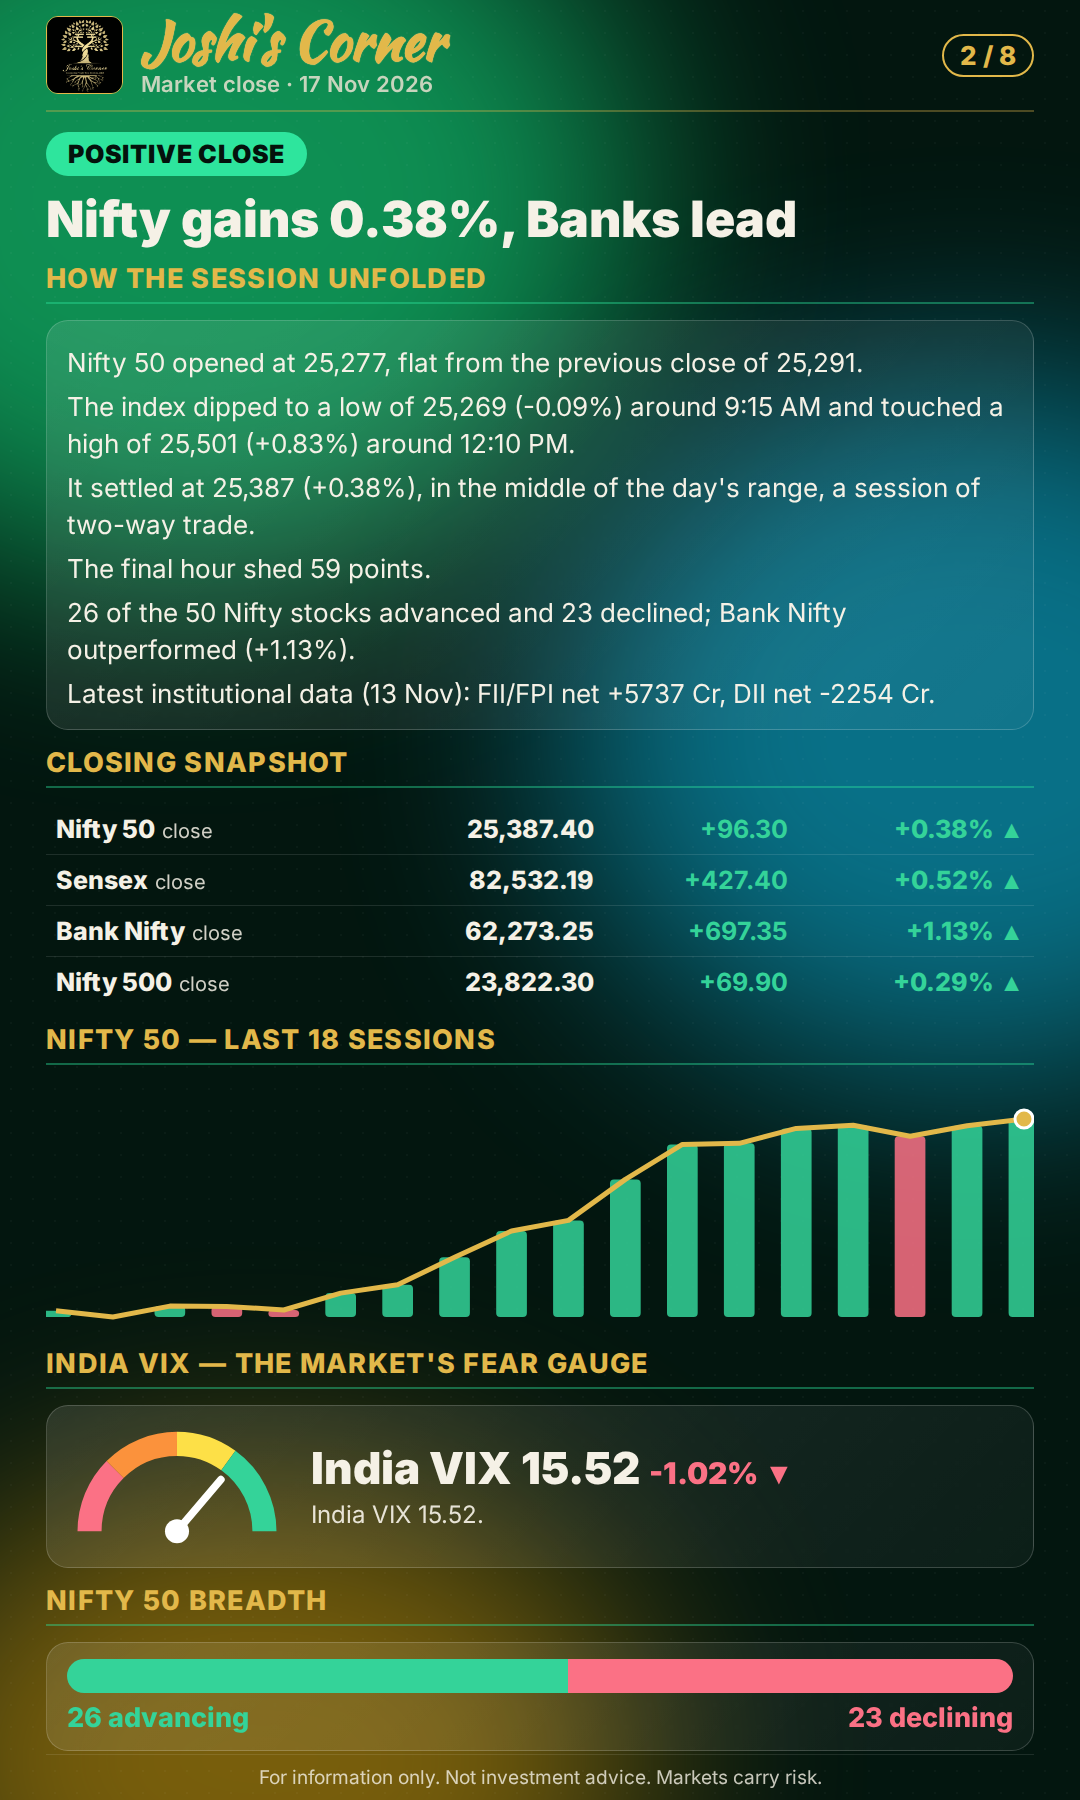 Joshi's Corner
Joshi's Corner
Market close · 17 Nov 2026
2 / 8
POSITIVE CLOSE
Nifty gains 0.38%, Banks lead
HOW THE SESSION UNFOLDED
Nifty 50 opened at 25,277, flat from the previous close of 25,291.
The index dipped to a low of 25,269 (-0.09%) around 9:15 AM and touched a
high of 25,501 (+0.83%) around 12:10 PM.
It settled at 25,387 (+0.38%), in the middle of the day's range, a session of
two-way trade.
The final hour shed 59 points.
26 of the 50 Nifty stocks advanced and 23 declined; Bank Nifty
outperformed (+1.13%).
Latest institutional data (13 Nov): FII/FPI net +5737 Cr, DII net -2254 Cr.
CLOSING SNAPSHOT
Nifty 50 close 25,387.40 +96.30 +0.38% ▲
Sensex close 82,532.19 +427.40 +0.52% ▲
Bank Nifty close 62,273.25 +697.35 +1.13% ▲
Nifty 500 close 23,822.30 +69.90 +0.29% ▲
NIFTY 50 — LAST 18 SESSIONS
INDIA VIX — THE MARKET'S FEAR GAUGE
India VIX 15.52 -1.02% ▼
India VIX 15.52.
NIFTY 50 BREADTH
26 advancing 23 declining
For information only. Not investment advice. Markets carry risk.